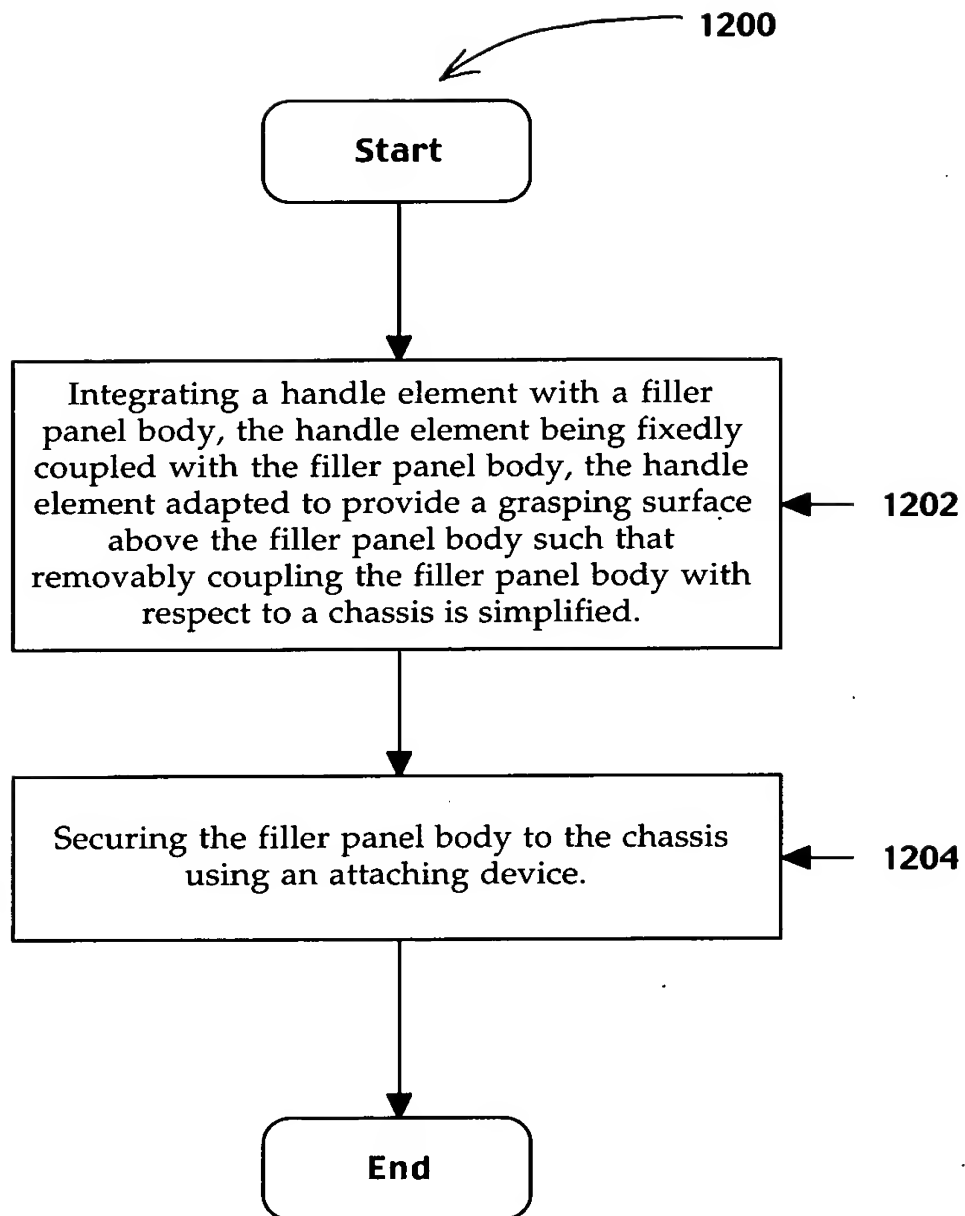 1200
Start
Integrating a handle element with a filler
panel body, the handle element being fixedly
coupled with the filler panel body, the handle
element adapted to provide a grasping surface
above the filler panel body such that
removably coupling the filler panel body with
respect to a chassis is simplified.
1202
Securing the filler panel body to the chassis
using an attaching device.
1204
End